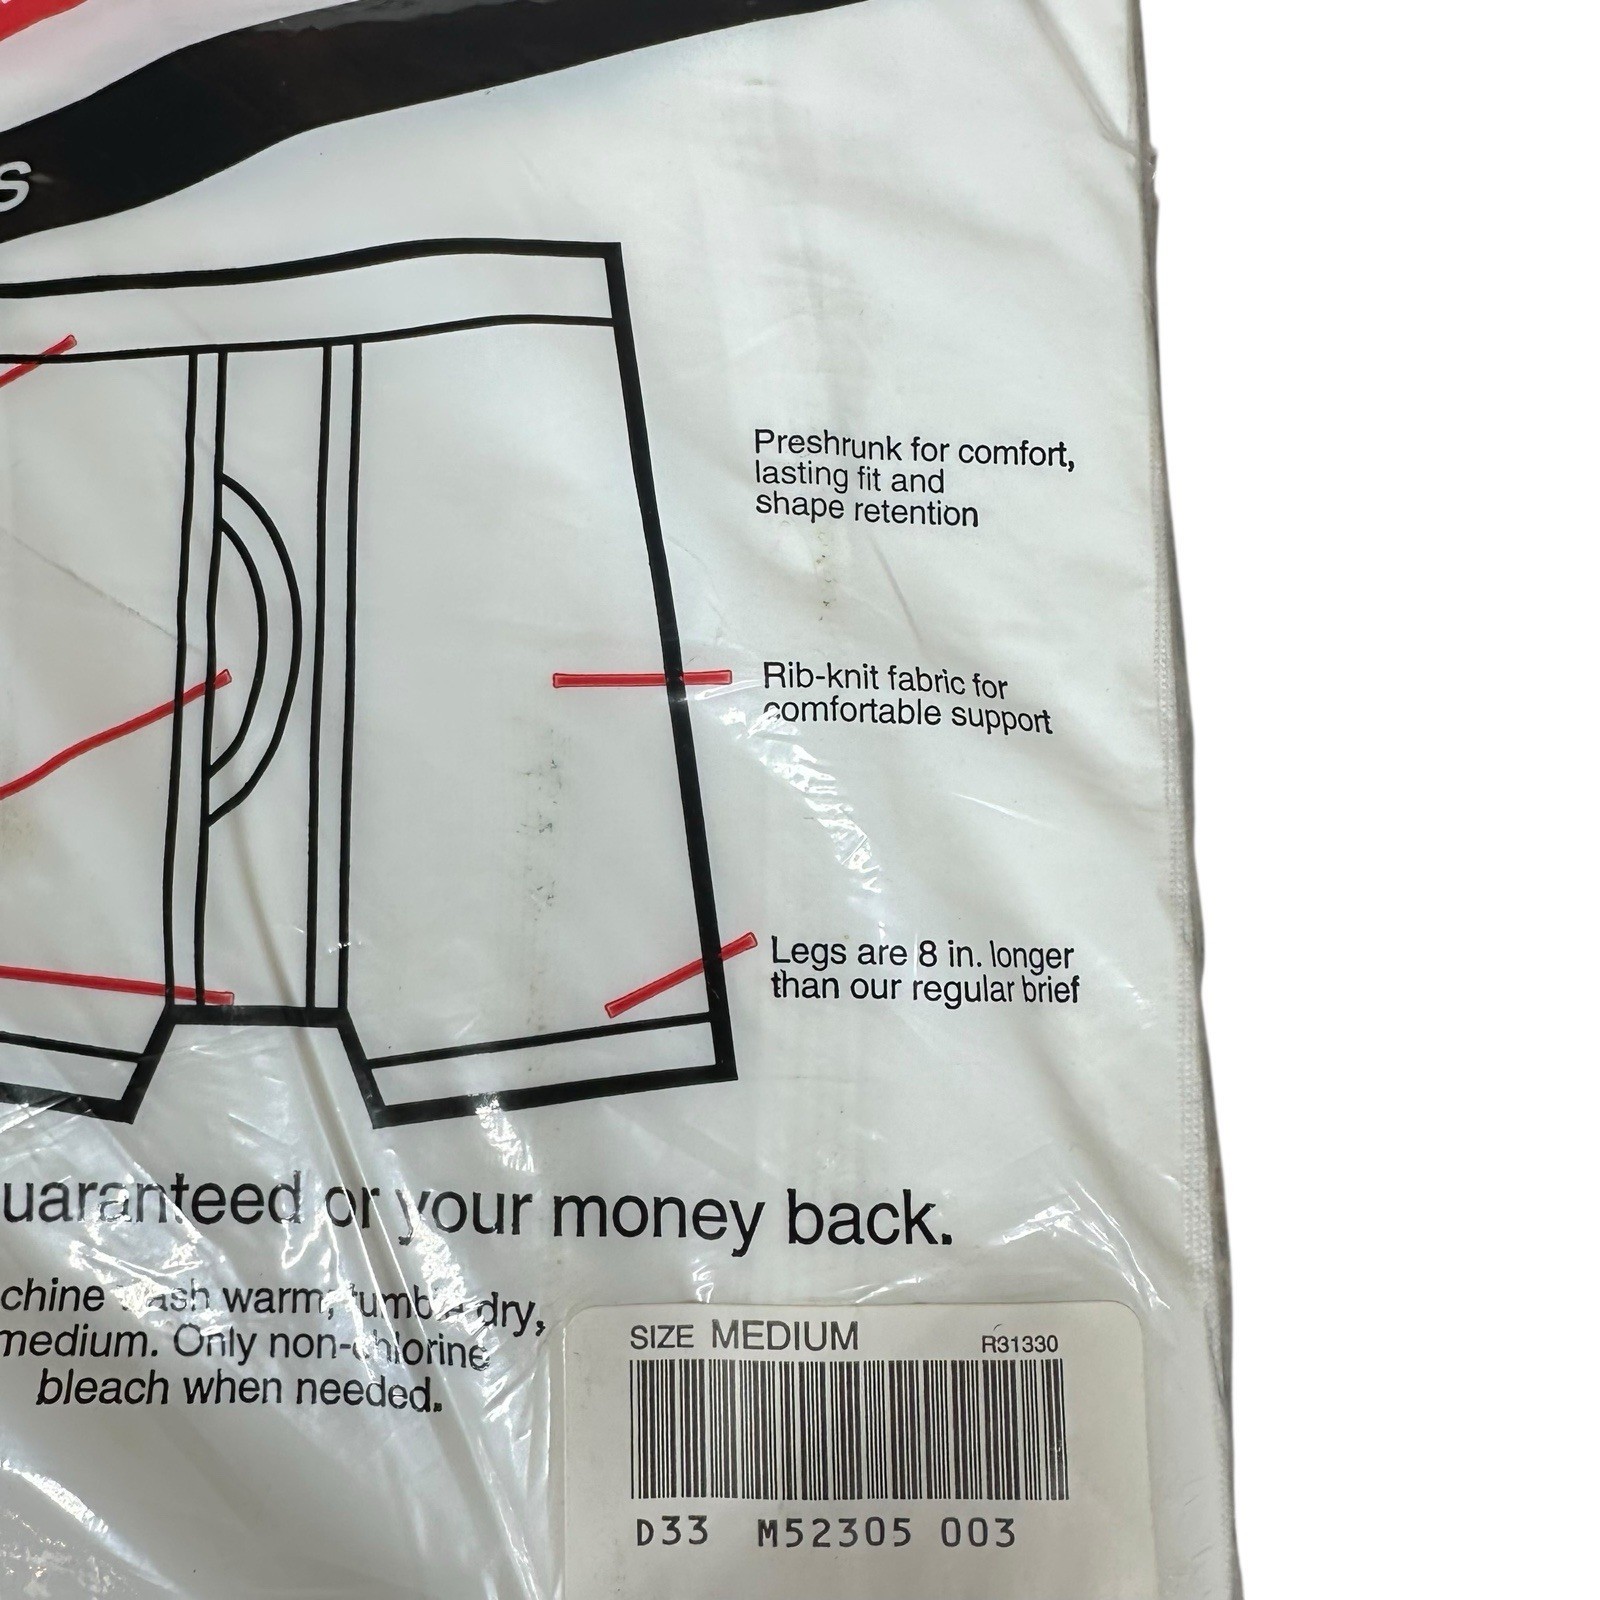 s
Preshrunk for comfort,
lasting fit and
shape retention
Rib-knit fabric for
comfortable support
Legs are 8 in. longer
than our regular brief
uaranteed or your money back.
chine wash warm, tumble dry,
medium. Only non-chlorine
bleach when needed.
SIZE MEDIUM R31330
D33 M52305 003